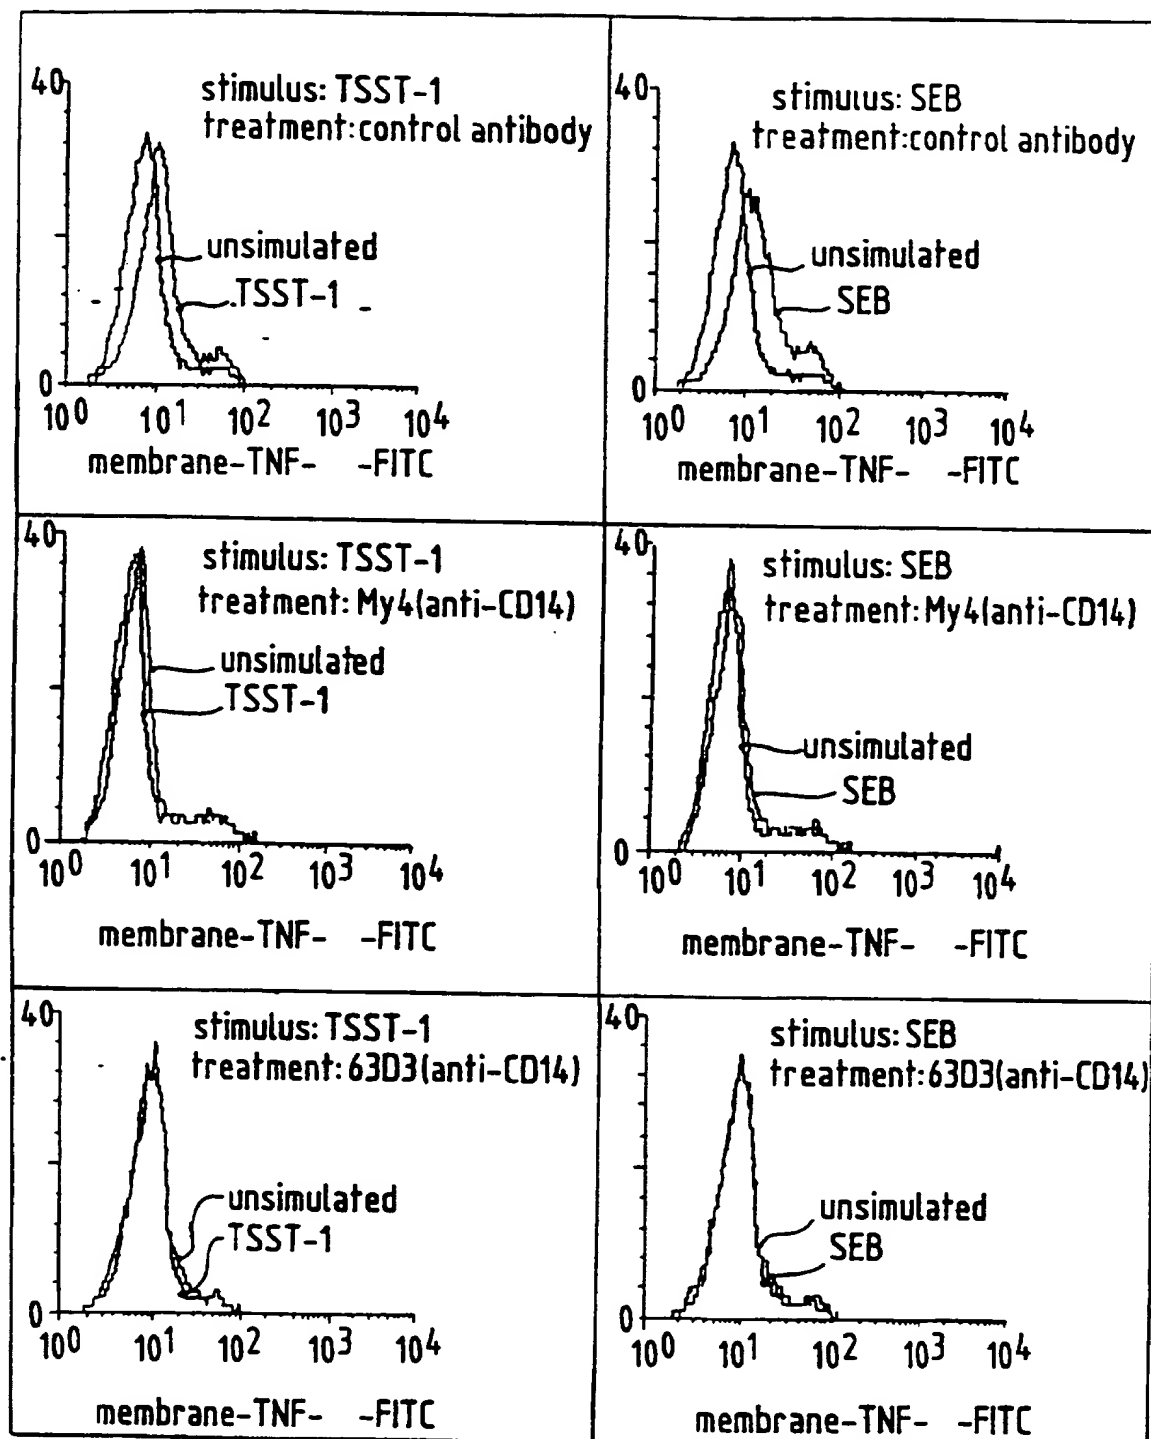 40
stimulus: TSST-1
treatment:control antibody
unsimulated
TSST-1
0
10⁰ 10¹ 10² 10³ 10⁴
membrane-TNF- -FITC
40
stimulus: SEB
treatment:control antibody
unsimulated
SEB
0
10⁰ 10¹ 10² 10³ 10⁴
membrane-TNF- -FITC
40
stimulus: TSST-1
treatment: My4(anti-CD14)
unsimulated
TSST-1
0
10⁰ 10¹ 10² 10³ 10⁴
membrane-TNF- -FITC
40
stimulus: SEB
treatment: My4(anti-CD14)
unsimulated
SEB
0
10⁰ 10¹ 10² 10³ 10⁴
membrane-TNF- -FITC
40
stimulus: TSST-1
treatment: 63D3(anti-CD14)
unsimulated
TSST-1
0
10⁰ 10¹ 10² 10³ 10⁴
membrane-TNF- -FITC
40
stimulus: SEB
treatment:63D3(anti-CD14)
unsimulated
SEB
0
10⁰ 10¹ 10² 10³ 10⁴
membrane-TNF- -FITC